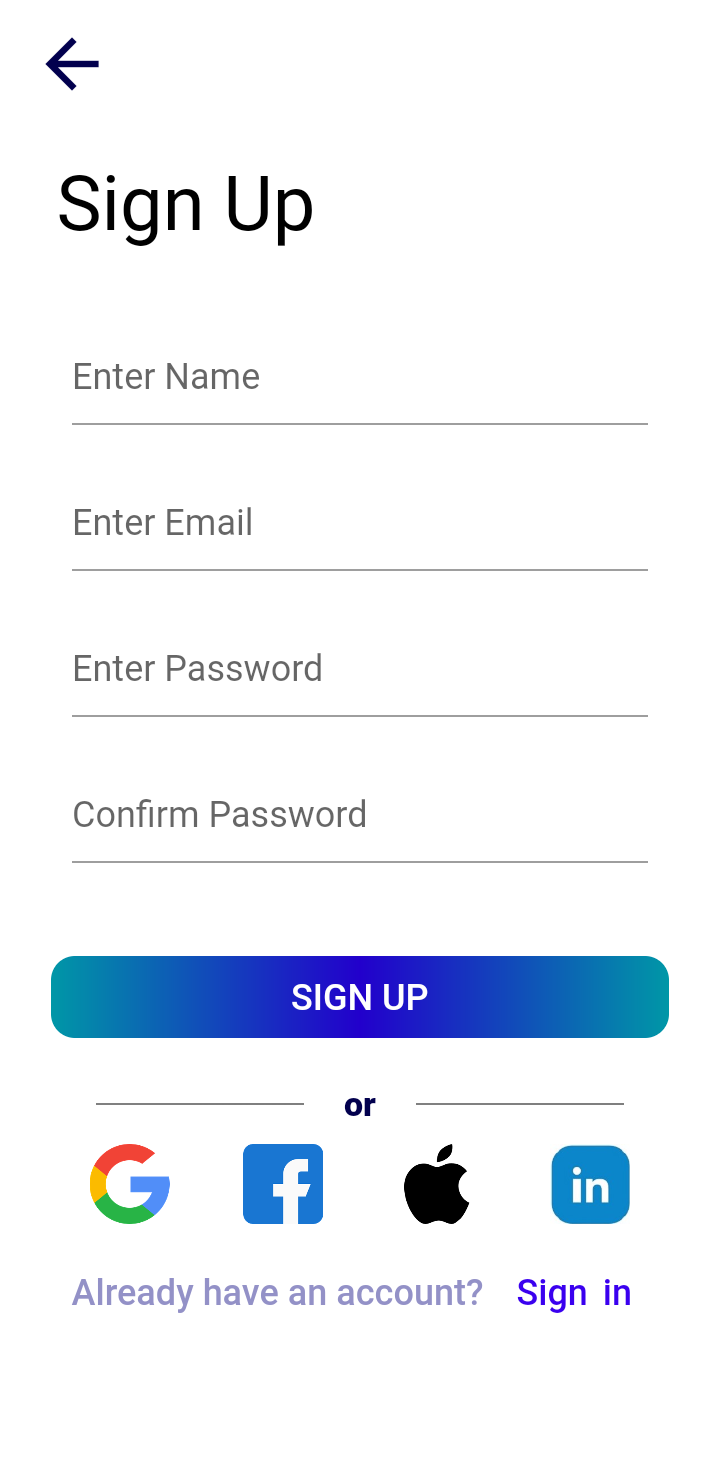 Sign Up
Enter Name
Enter Email
Enter Password
Confirm Password
SIGN UP
or
in
Already have an account? Sign in